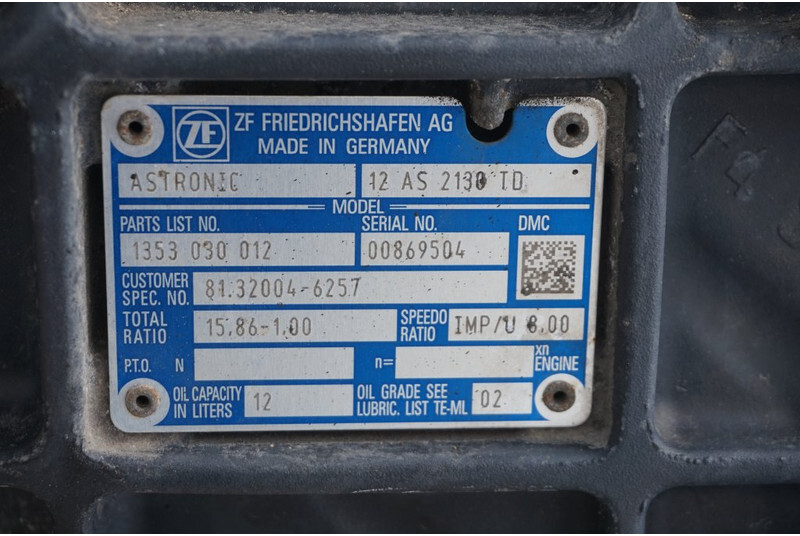 ZF ZF FRIEDRICHSHAFEN AG
MADE IN GERMANY
ASTRONIC 12 AS 2130 TD
MODEL
PARTS LIST NO. SERIAL NO. DMC
1353 030 012 00869504
CUSTOMER
SPEC. NO. 81.32004-6257
TOTAL
RATIO 15.86-1.00 SPEEDO
RATIO IMP/U 8.00
P.T.O. N n= xn
ENGINE
OIL CAPACITY
IN LITERS 12 OIL GRADE SEE
LUBRIC. LIST TE-ML 02